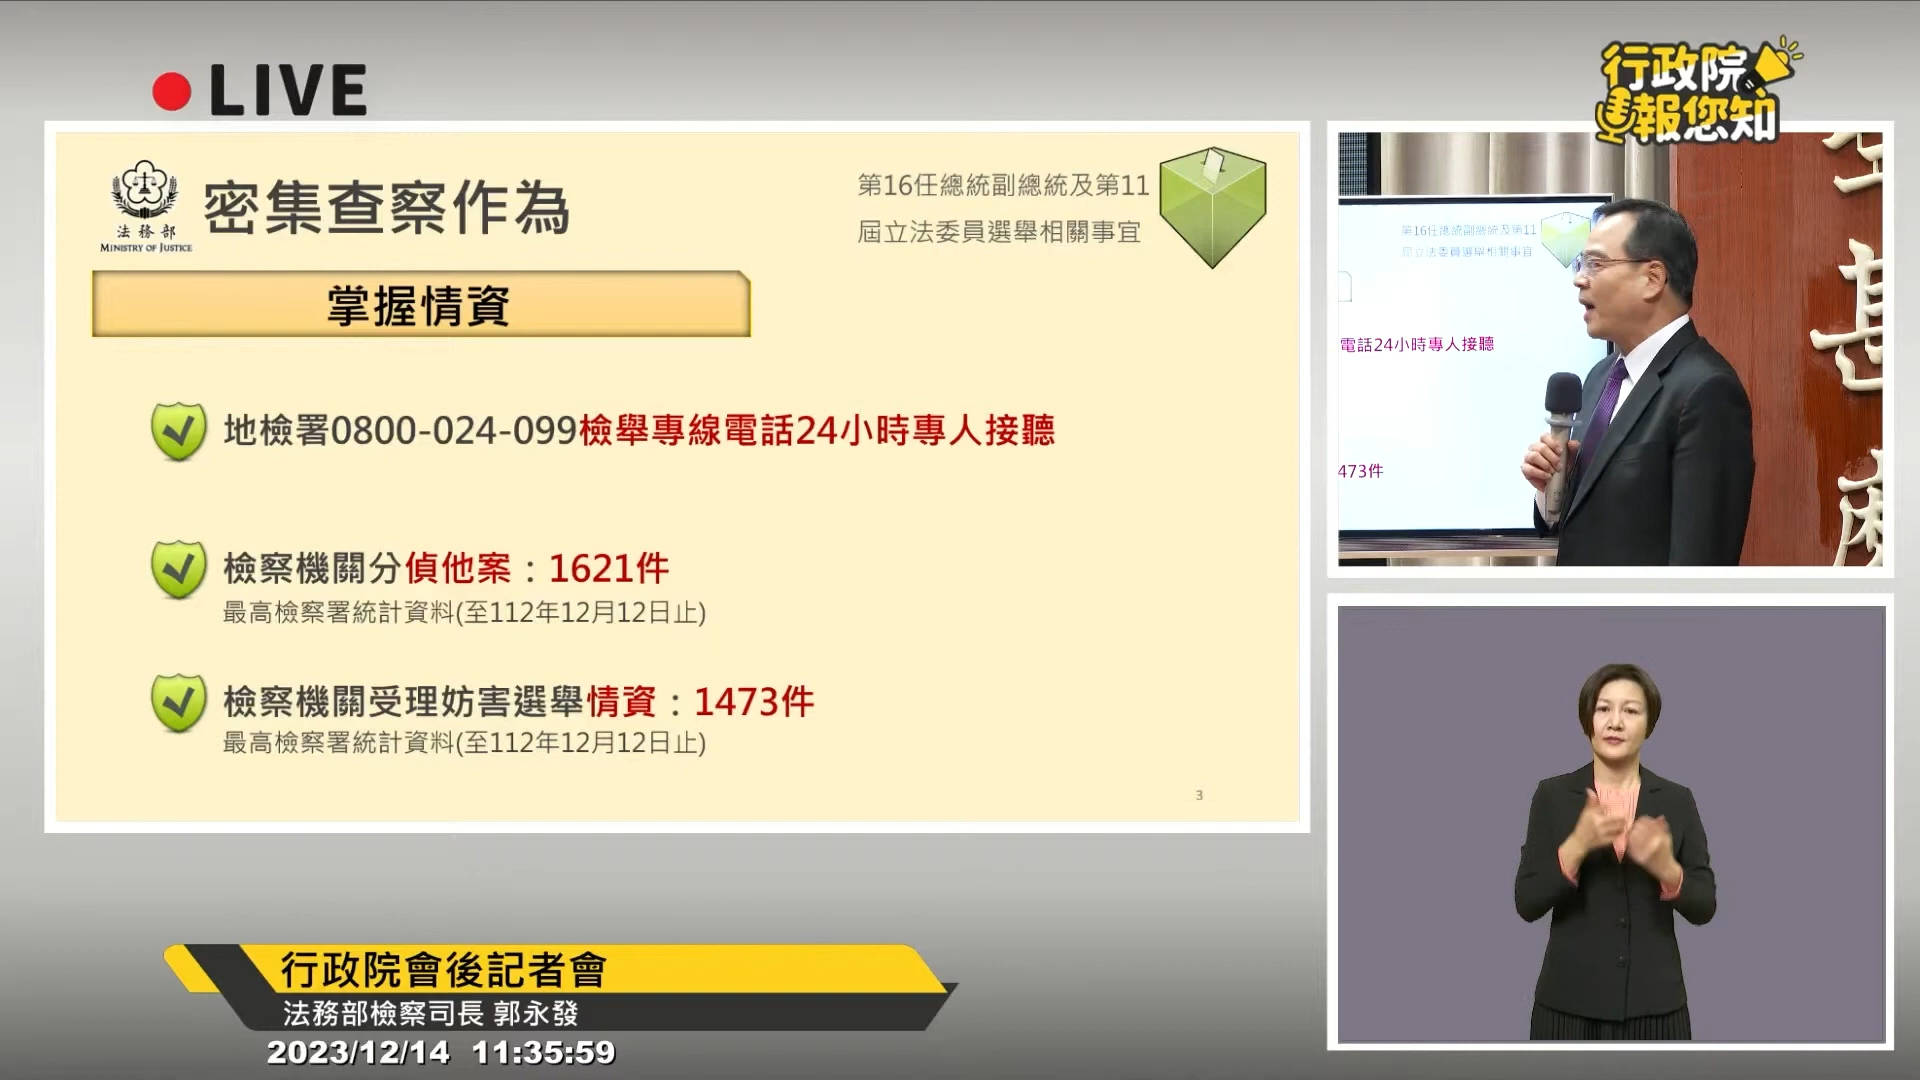 LIVE
行政院
報您知
法務部
MINISTRY OF JUSTICE
密集查察作為
第16任總統副總統及第11
屆立法委員選舉相關事宜
掌握情資
地檢署0800-024-099檢舉專線電話24小時專人接聽
檢察機關分偵他案：1621件
最高檢察署統計資料(至112年12月12日止)
檢察機關受理妨害選舉情資：1473件
最高檢察署統計資料(至112年12月12日止)
3
第16任總統副總統及第11
屆立法委員選舉相關事宜
電話24小時專人接聽
473件
行政院會後記者會
法務部檢察司長 郭永發
2023/12/14 11:35:59